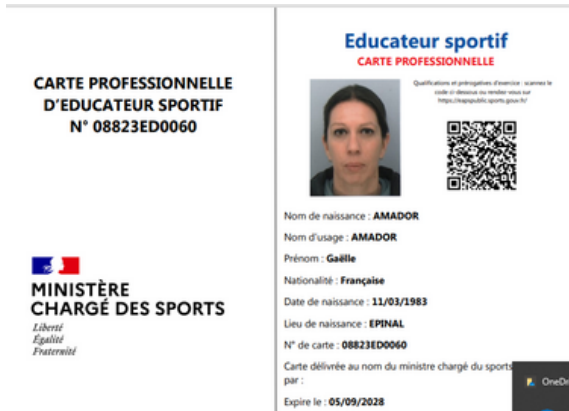 CARTE PROFESSIONNELLE
D'EDUCATEUR SPORTIF
N° 08823ED0060
MINISTÈRE
CHARGÉ DES SPORTS
Liberté
Égalité
Fraternité
Educateur sportif
CARTE PROFESSIONNELLE
Qualifications et prérogatives d'exercice : scannez le
code ci-dessous ou rendez-vous sur
https://eapspublic.sports.gouv.fr/
Nom de naissance : AMADOR
Nom d'usage : AMADOR
Prénom : Gaëlle
Nationalité : Française
Date de naissance : 11/03/1983
Lieu de naissance : EPINAL
N° de carte : 08823ED0060
Carte délivrée au nom du ministre chargé du sports
par :
Expire le : 05/09/2028